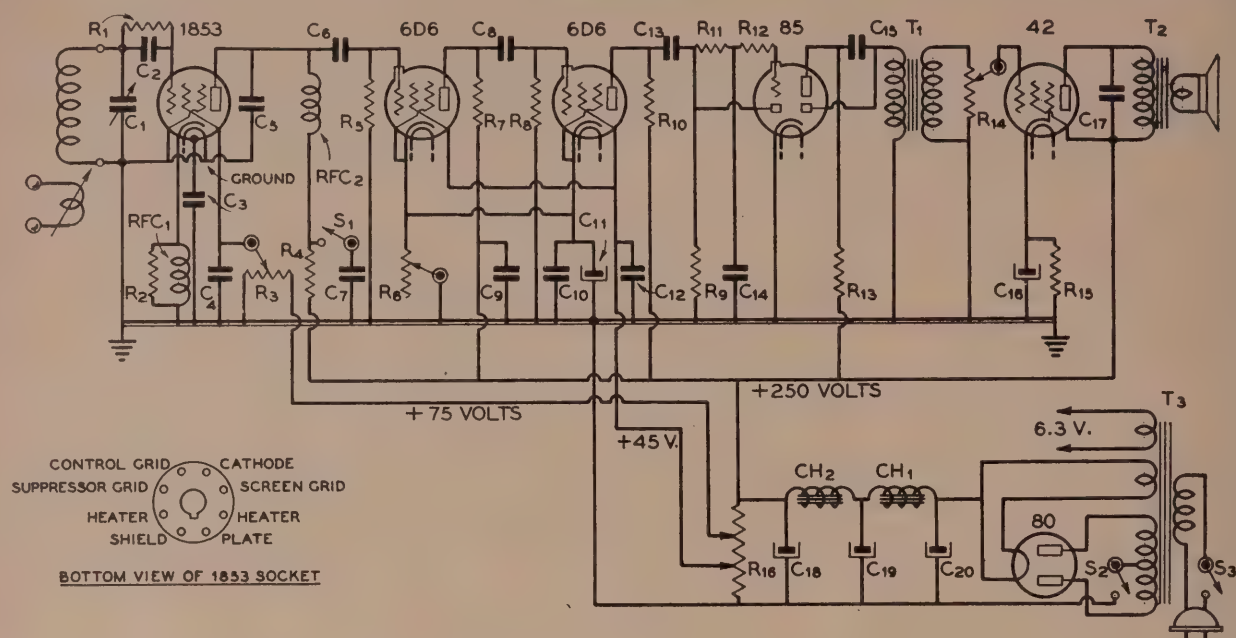 R1 1853 C6 6D6 C8 6D6 C13 R11 R12 85 C15 T1 42 T2
C2
C1 C5 R5 R7 R8 R10 R14 C17
GROUND RFC2
C3
RFC1 S1 C11
R4
R2 C4 R3 C7 R6 C9 C10 C12 R9 C14 R13 C16 R15
+250 VOLTS
+75 VOLTS
+45 V.
T3
6.3 V.
CONTROL GRID CATHODE
SUPPRESSOR GRID SCREEN GRID
HEATER HEATER
SHIELD PLATE
BOTTOM VIEW OF 1853 SOCKET
CH2 CH1
80
R16 C18 C19 C20 S2 S3